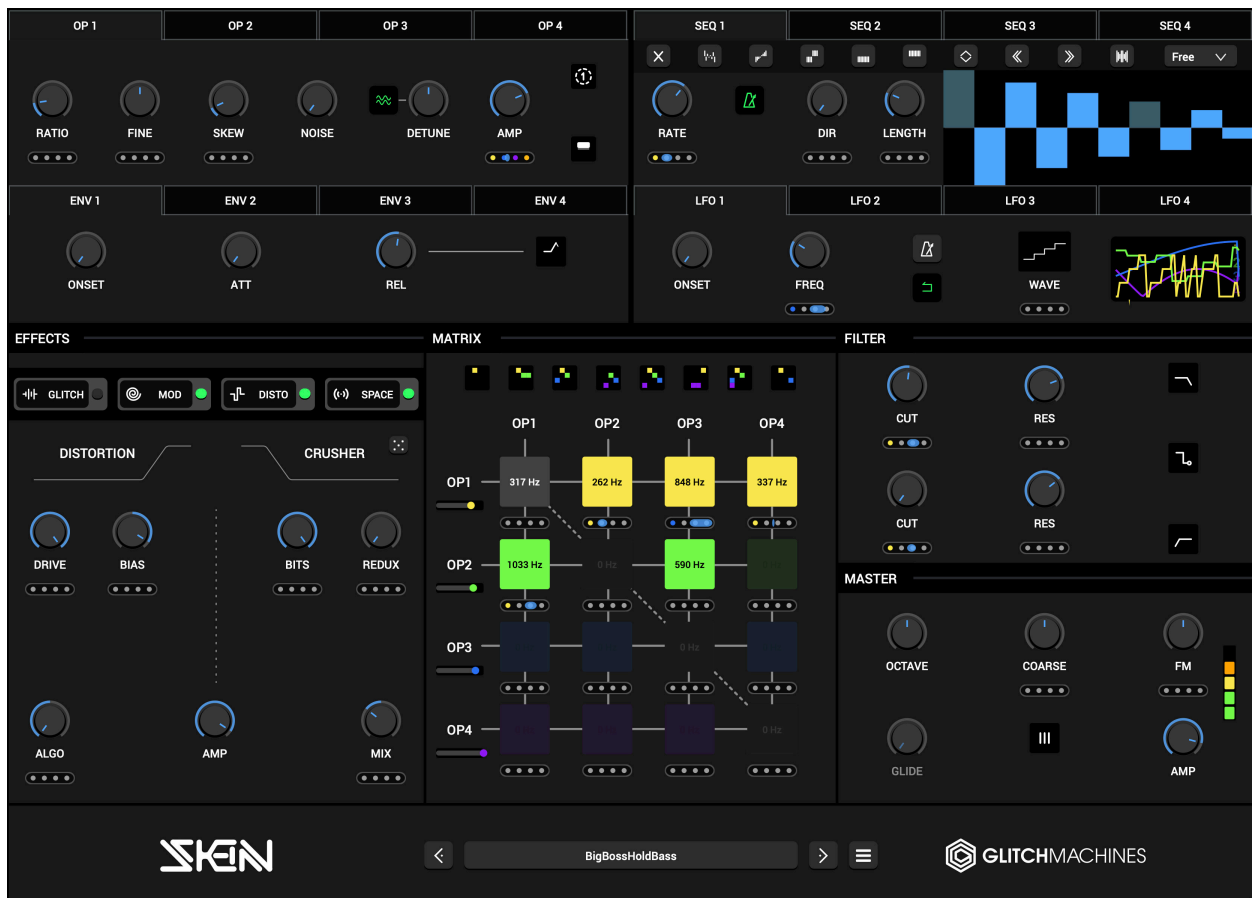 OP 1 OP 2 OP 3 OP 4 SEQ 1 SEQ 2 SEQ 3 SEQ 4
Free
RATIO FINE SKEW NOISE DETUNE AMP RATE DIR LENGTH
ENV 1 ENV 2 ENV 3 ENV 4 LFO 1 LFO 2 LFO 3 LFO 4
ONSET ATT REL ONSET FREQ WAVE
EFFECTS MATRIX FILTER
GLITCH MOD DISTO SPACE
CUT RES
OP1 OP2 OP3 OP4
DISTORTION CRUSHER
OP1 317 Hz 262 Hz 848 Hz 337 Hz
CUT RES
DRIVE BIAS BITS REDUX
OP2 1033 Hz 0 Hz 590 Hz
MASTER
OP3 0 Hz
OCTAVE COARSE FM
OP4 0 Hz
ALGO AMP MIX
GLIDE AMP
SKEIN BigBossHoldBass GLITCHMACHINES